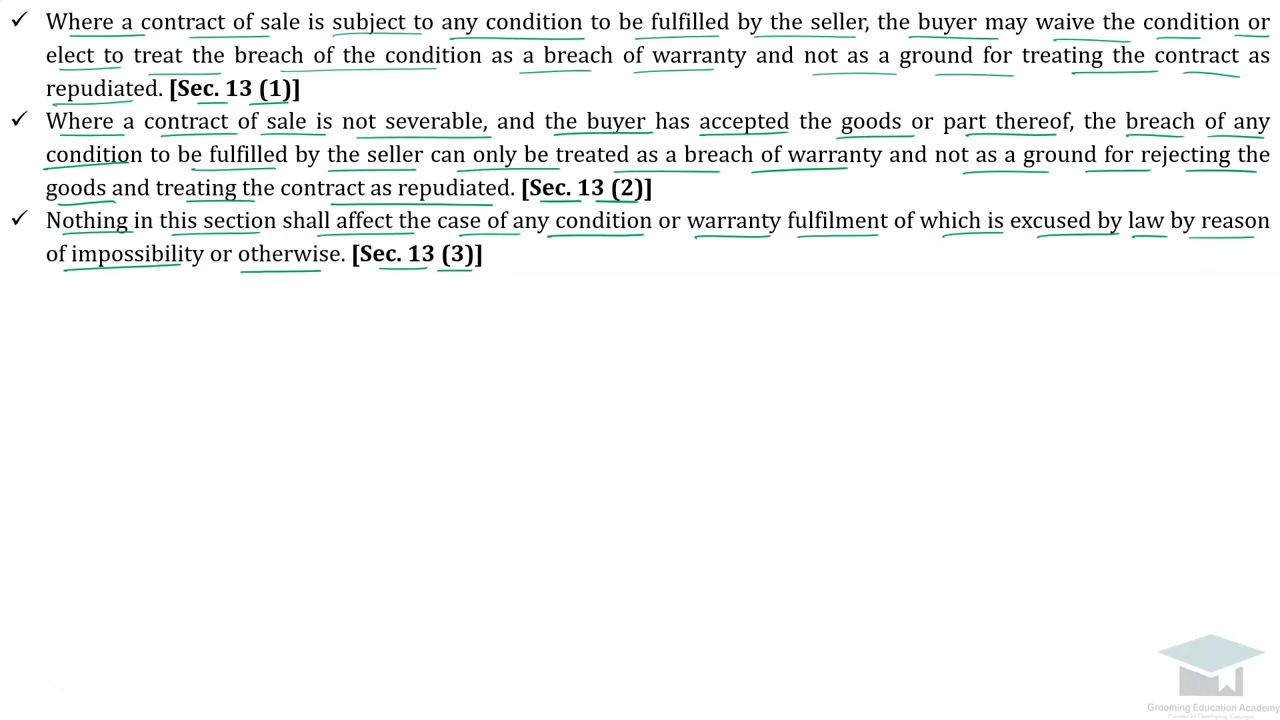 ✓ Where a contract of sale is subject to any condition to be fulfilled by the seller, the buyer may waive the condition or
elect to treat the breach of the condition as a breach of warranty and not as a ground for treating the contract as
repudiated. [Sec. 13 (1)]
✓ Where a contract of sale is not severable, and the buyer has accepted the goods or part thereof, the breach of any
condition to be fulfilled by the seller can only be treated as a breach of warranty and not as a ground for rejecting the
goods and treating the contract as repudiated. [Sec. 13 (2)]
✓ Nothing in this section shall affect the case of any condition or warranty fulfilment of which is excused by law by reason
of impossibility or otherwise. [Sec. 13 (3)]
Grooming Education Academy